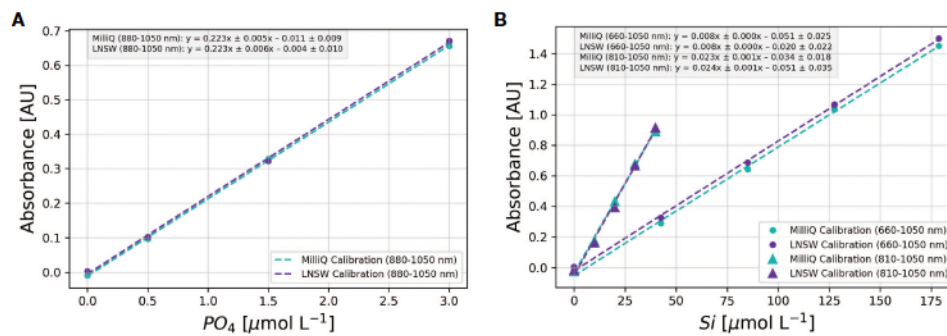 A
MilliQ (880-1050 nm): y = 0.223x ± 0.005x – 0.011 ± 0.009
LNSW (880-1050 nm): y = 0.223x ± 0.006x – 0.004 ± 0.010
0.7
0.6
0.5
0.4
0.3
0.2
0.1
0.0
Absorbance [AU]
MilliQ Calibration (880-1050 nm)
LNSW Calibration (880-1050 nm)
0.0 0.5 1.0 1.5 2.0 2.5 3.0
PO4 [μmol L−1]
B
MilliQ (660-1050 nm): y = 0.008x ± 0.000x – 0.051 ± 0.025
LNSW (660-1050 nm): y = 0.008x ± 0.000x – 0.020 ± 0.022
MilliQ (810-1050 nm): y = 0.023x ± 0.001x – 0.034 ± 0.018
LNSW (810-1050 nm): y = 0.024x ± 0.001x – 0.051 ± 0.035
1.4
1.2
1.0
0.8
0.6
0.4
0.2
0.0
Absorbance [AU]
MilliQ Calibration (660-1050 nm)
LNSW Calibration (660-1050 nm)
MilliQ Calibration (810-1050 nm)
LNSW Calibration (810-1050 nm)
0 25 50 75 100 125 150 175
Si [μmol L−1]